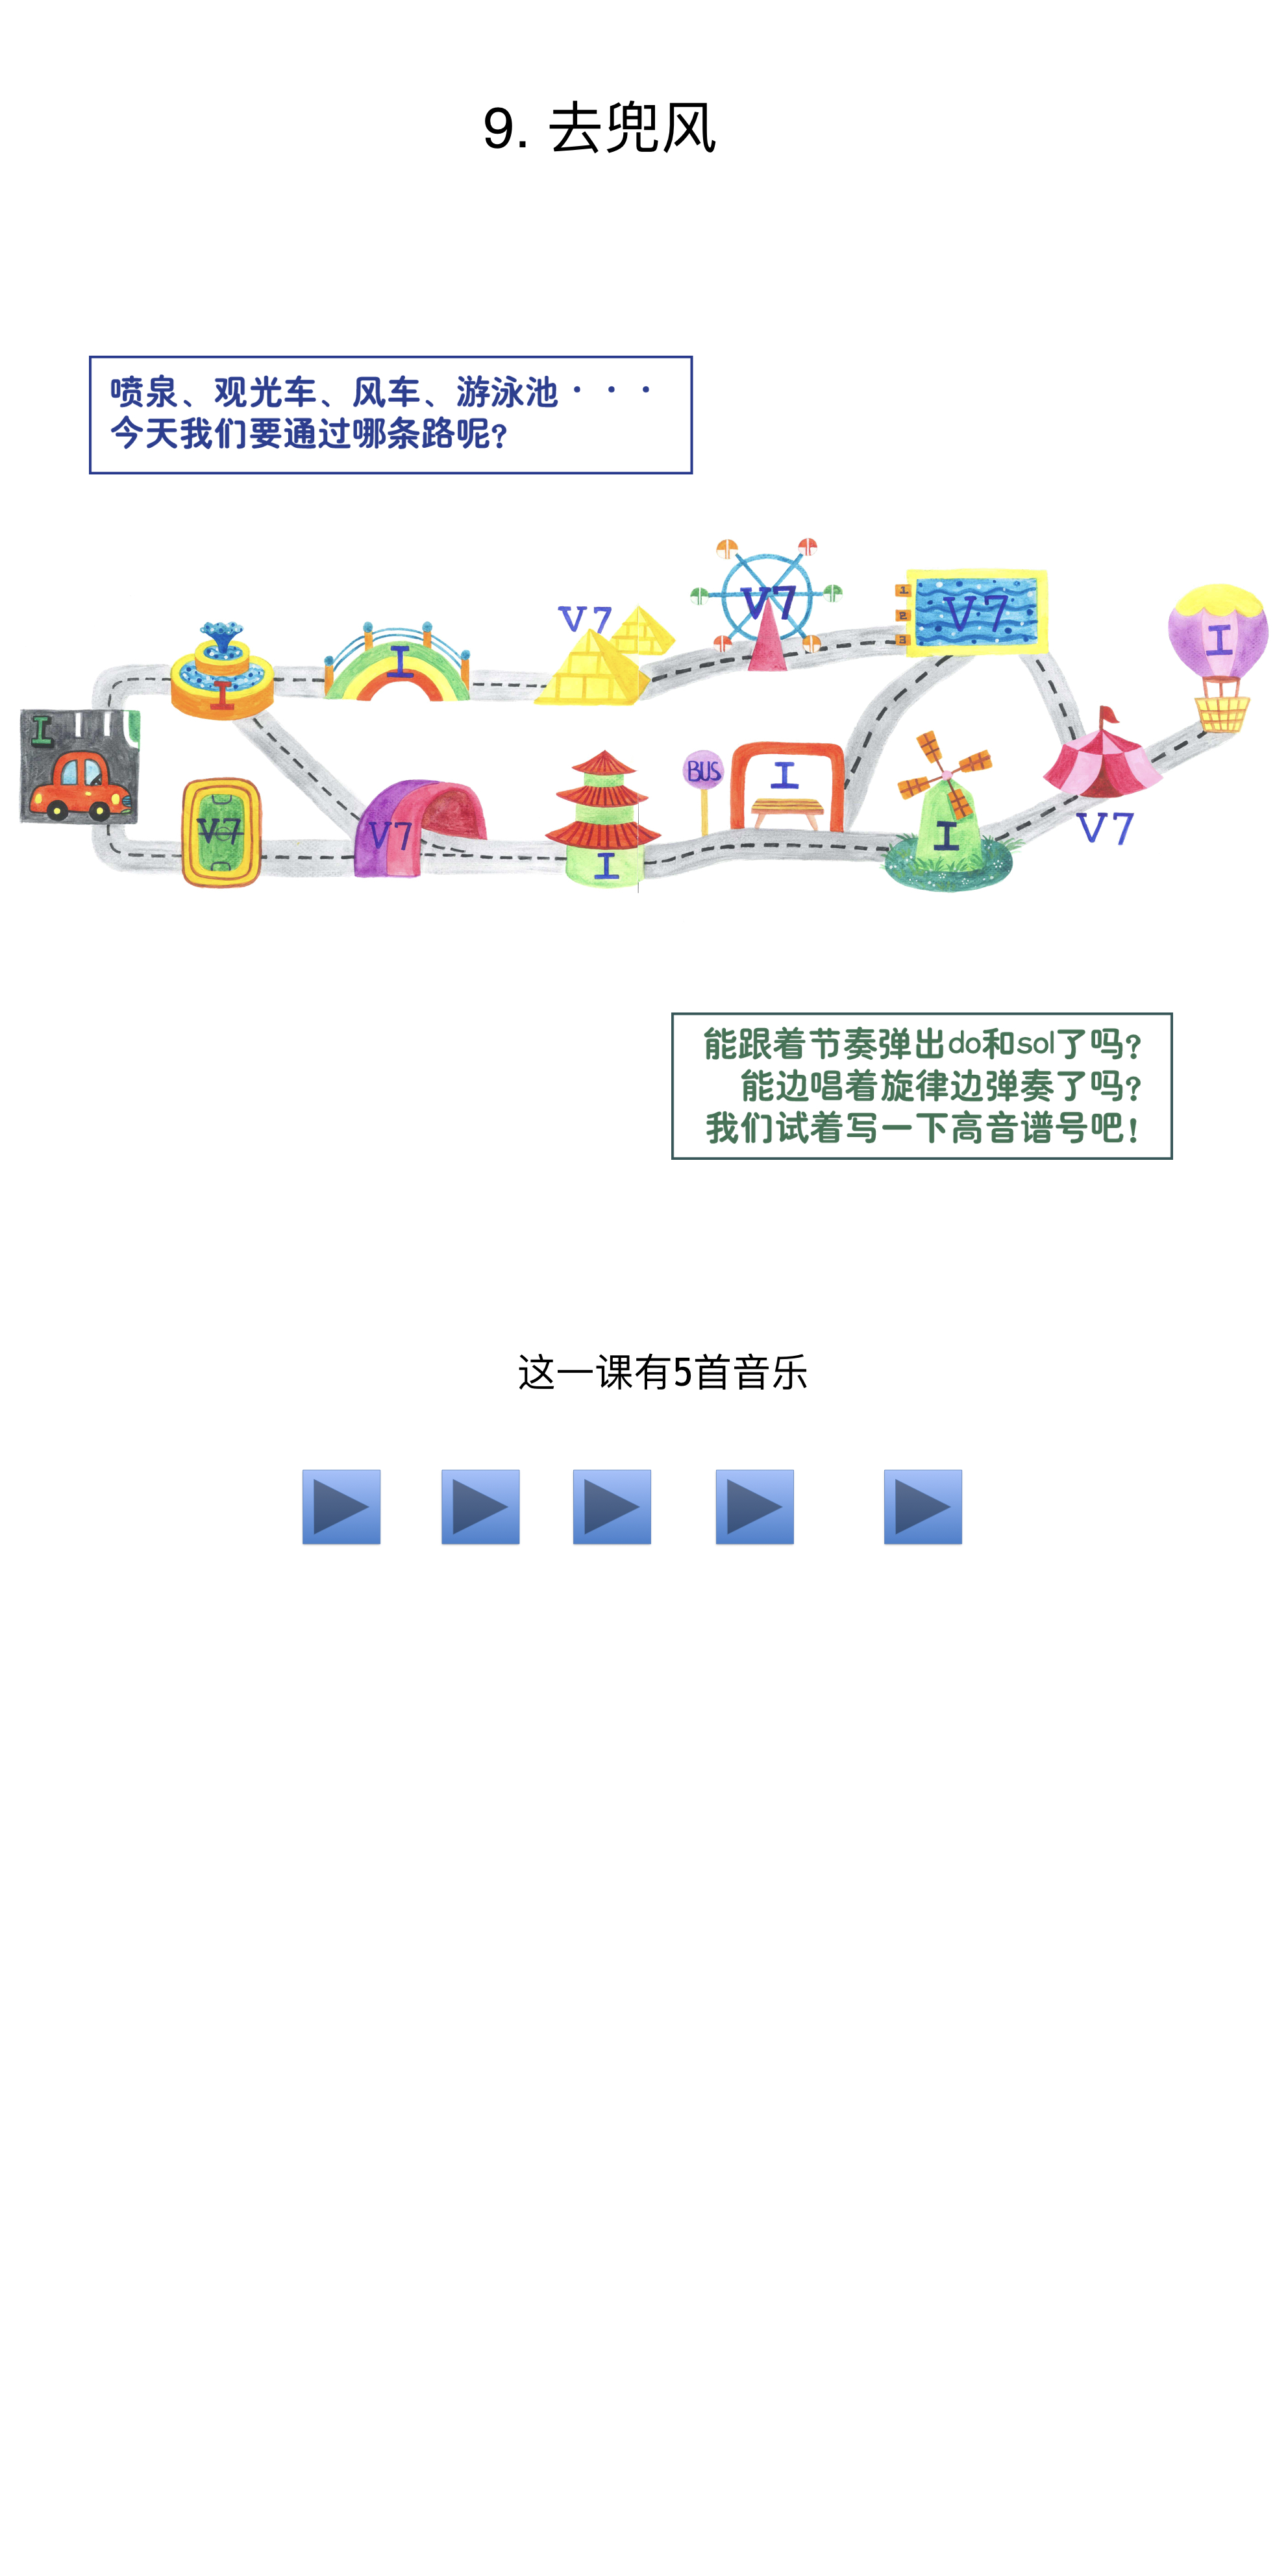 9. 去兜风
喷泉、观光车、风车、游泳池・・・
今天我们要通过哪条路呢?
V7
V7
V7
1
2
3
I
I
I
I
BUS
I
V7
V7
I
I
V7
能跟着节奏弹出do和sol了吗?
能边唱着旋律边弹奏了吗?
我们试着写一下高音谱号吧!
这一课有5首音乐